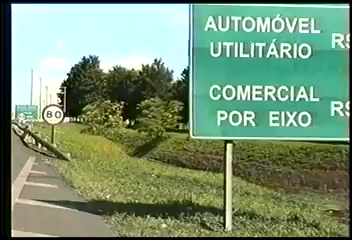 AUTOMÓVEL R$
UTILITÁRIO
COMERCIAL R$
POR EIXO
80